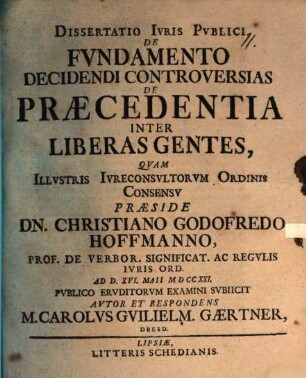 DISSERTATIO IVRIS PVBLICI,
DE
FVNDAMENTO
DECIDENDI CONTROVERSIAS
DE
PRÆCEDENTIA
INTER
LIBERAS GENTES,
QVAM
ILLVSTRIS IVRECONSVLTORVM ORDINIS
CONSENSV
PRÆSIDE
DN. CHRISTIANO GODOFREDO
HOFFMANNO,
PROF. DE VERBOR. SIGNIFICAT. AC REGVLIS
IVRIS ORD.
AD D. XVI. MAII MDCCXXI.
PVBLICO ERVDITORVM EXAMINI SVBIICIT
AVTOR ET RESPONDENS
M. CAROLVS GVILIELM. GÆRTNER,
DRESD.
LIPSIÆ,
LITTERIS SCHEDIANIS.